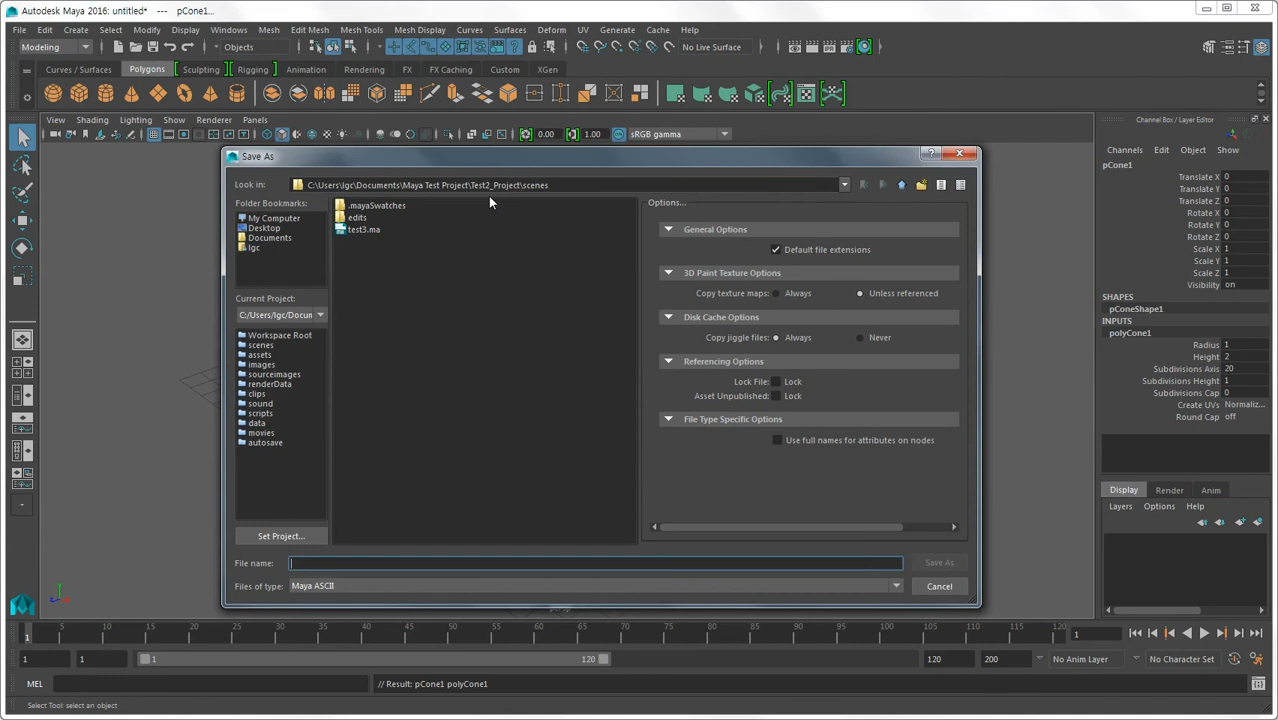 Autodesk Maya 2016: untitled* --- pCone1...
File Edit Create Select Modify Display Windows Mesh Edit Mesh Mesh Tools Mesh Display Curves Surfaces Deform UV Generate Cache Help
Modeling Objects No Live Surface
Curves / Surfaces Polygons Sculpting Rigging Animation Rendering FX FX Caching Custom XGen
View Shading Lighting Show Renderer Panels
0.00 1.00 sRGB gamma
Channel Box / Layer Editor
Channels Edit Object Show
pCone1
Translate X 0
Translate Y 0
Translate Z 0
Rotate X 0
Rotate Y 0
Rotate Z 0
Scale X 1
Scale Y 1
Scale Z 1
Visibility on
SHAPES
pConeShape1
INPUTS
polyCone1
Radius 1
Height 2
Subdivisions Axis 20
Subdivisions Height 1
Subdivisions Cap 0
Create UVs Normaliz...
Round Cap off
Display Render Anim
Layers Options Help
Save As
Look in: C:\Users\lgc\Documents\Maya Test Project\Test2_Project\scenes
Folder Bookmarks:
My Computer
Desktop
Documents
lgc
Current Project:
C:/Users/lgc/Docun
Workspace Root
scenes
assets
images
sourceimages
renderData
clips
sound
scripts
data
movies
autosave
Set Project...
.mayaSwatches
edits
test3.ma
Options...
General Options
Default file extensions
3D Paint Texture Options
Copy texture maps: Always Unless referenced
Disk Cache Options
Copy jiggle files: Always Never
Referencing Options
Lock File: Lock
Asset Unpublished: Lock
File Type Specific Options
Use full names for attributes on nodes
File name: Save As
Files of type: Maya ASCII Cancel
persp
1 5 10 15 20 25 30 35 40 45 50 55 60 65 70 75 80 85 90 95 100 105 110 115 120 1
1 1 1 120 120 200 No Anim Layer No Character Set
MEL // Result: pCone1 polyCone1
Select Tool: select an object